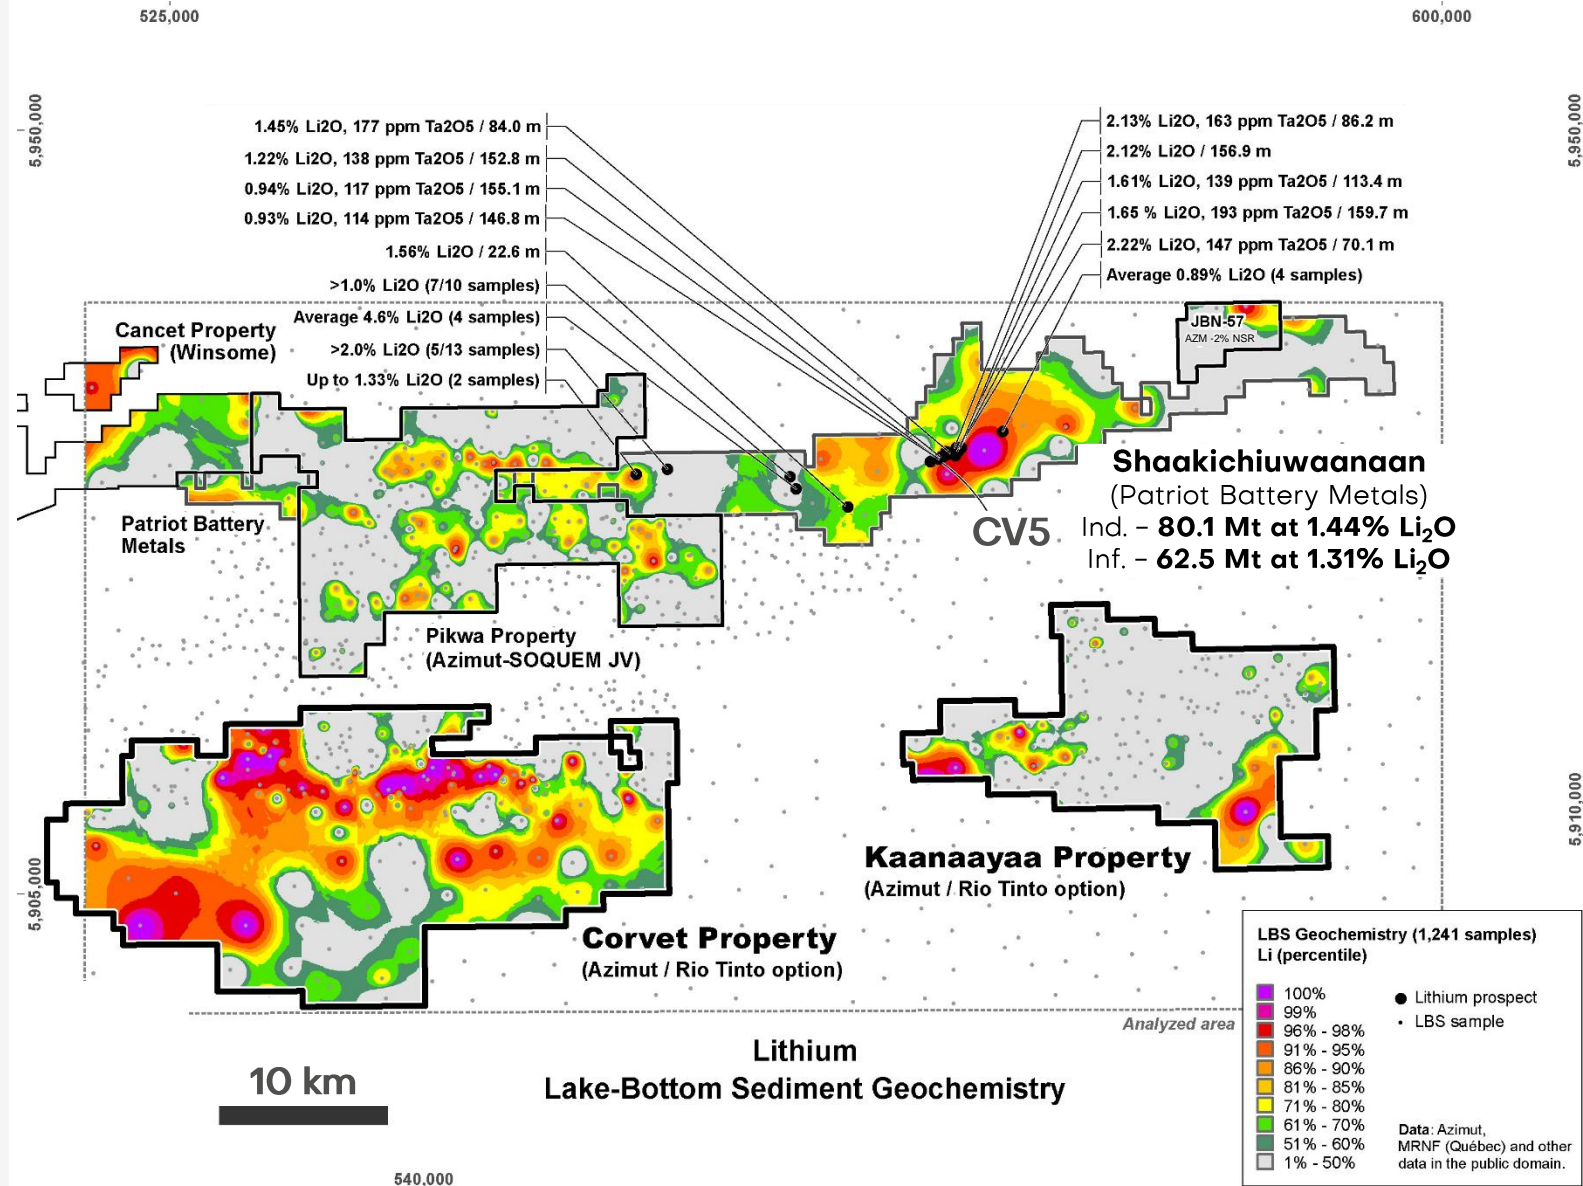 525,000
600,000
5,950,000
5,950,000
1.45% Li2O, 177 ppm Ta2O5 / 84.0 m
1.22% Li2O, 138 ppm Ta2O5 / 152.8 m
0.94% Li2O, 117 ppm Ta2O5 / 155.1 m
0.93% Li2O, 114 ppm Ta2O5 / 146.8 m
1.56% Li2O / 22.6 m
>1.0% Li2O (7/10 samples)
Average 4.6% Li2O (4 samples)
>2.0% Li2O (5/13 samples)
Up to 1.33% Li2O (2 samples)
2.13% Li2O, 163 ppm Ta2O5 / 86.2 m
2.12% Li2O / 156.9 m
1.61% Li2O, 139 ppm Ta2O5 / 113.4 m
1.65 % Li2O, 193 ppm Ta2O5 / 159.7 m
2.22% Li2O, 147 ppm Ta2O5 / 70.1 m
Average 0.89% Li2O (4 samples)
Cancet Property
(Winsome)
JBN-57
AZM -2% NSR
Shaakichiuwaanaan
(Patriot Battery Metals)
Ind. – 80.1 Mt at 1.44% Li₂O
Inf. – 62.5 Mt at 1.31% Li₂O
CV5
Patriot Battery
Metals
Pikwa Property
(Azimut-SOQUEM JV)
5,910,000
Kaanaayaa Property
(Azimut / Rio Tinto option)
5,905,000
Corvet Property
(Azimut / Rio Tinto option)
LBS Geochemistry (1,241 samples)
Li (percentile)
100%
99%
96% - 98%
91% - 95%
86% - 90%
81% - 85%
71% - 80%
61% - 70%
51% - 60%
1% - 50%
Lithium prospect
LBS sample
Data: Azimut,
MRNF (Québec) and other
data in the public domain.
Analyzed area
Lithium
Lake-Bottom Sediment Geochemistry
10 km
540,000